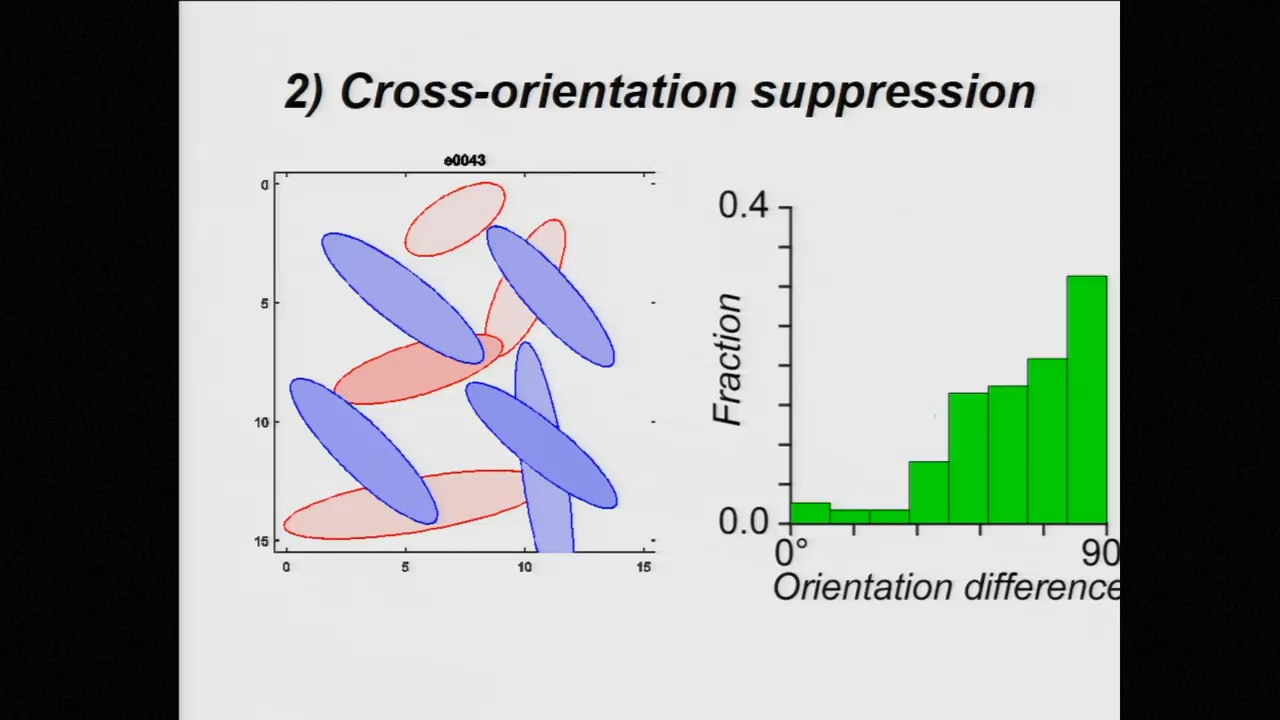 2) Cross-orientation suppression
e0043
0
5
10
15
0 5 10 15
0.4
Fraction
0.0
0° 90
Orientation difference